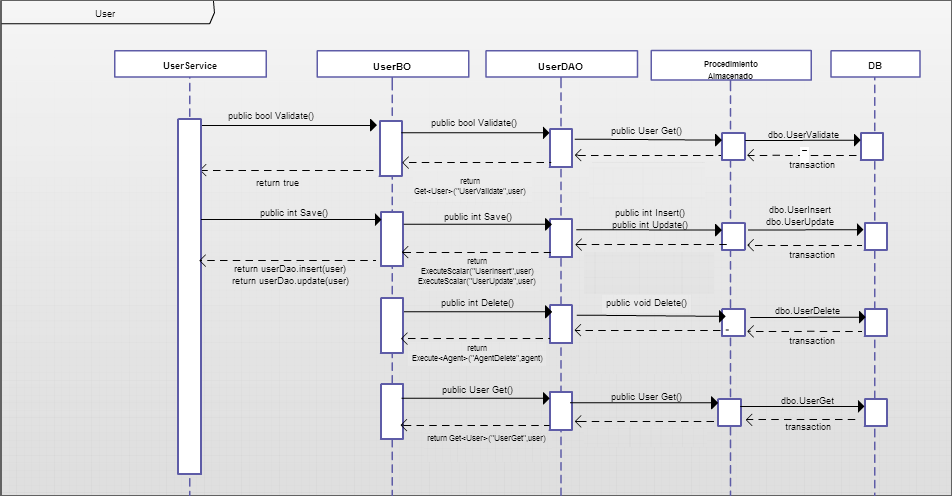 User
UserService
UserBO
UserDAO
Procedimiento
Almacenado
DB
public bool Validate()
public bool Validate()
public User Get()
dbo.UserValidate
transaction
return true
return
Get<User>("UserValidate",user)
public int Save()
public int Save()
public int Insert()
public int Update()
dbo.UserInsert
dbo.UserUpdate
transaction
return userDao.insert(user)
return userDao.update(user)
return
ExecuteScalar("UserInsert",user)
ExecuteScalar("UserUpdate",user)
public int Delete()
public void Delete()
dbo.UserDelete
transaction
return
Execute<Agent>("AgentDelete",agent)
public User Get()
public User Get()
dbo.UserGet
transaction
return Get<User>("UserGet",user)